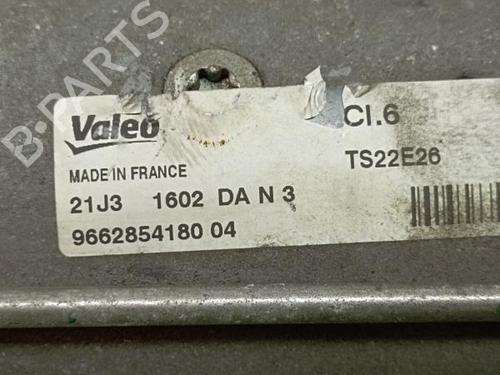 B-PARTS
Valeo
CI.6
MADE IN FRANCE
TS22E26
21J3 1602 DA N 3
9662854180 04